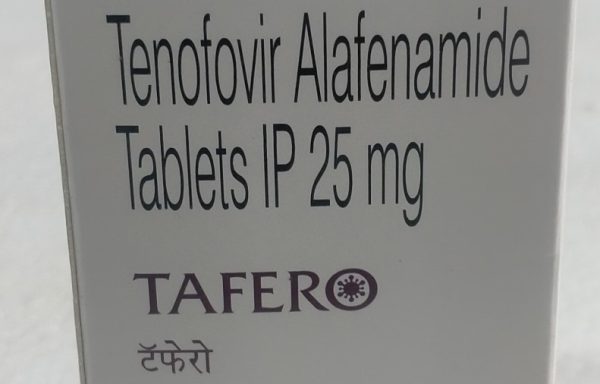 Tenofovir Alafenamide
Tablets IP 25 mg
TAFERO
टॅफेरो